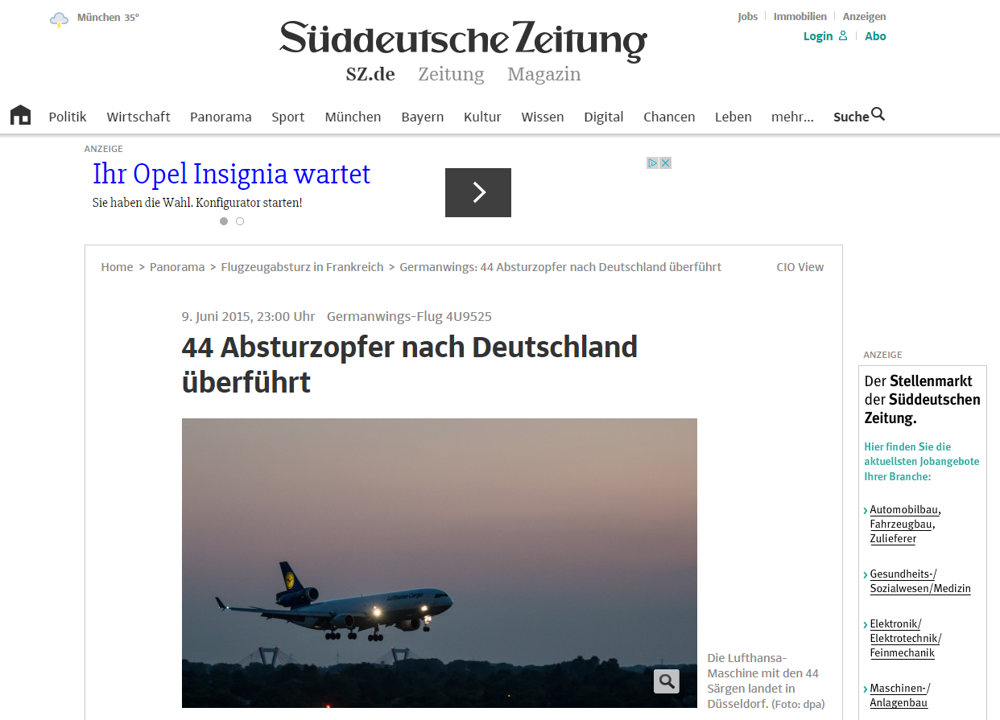 München 35°
Jobs Immobilien Anzeigen
Login Abo
Süddeutsche Zeitung
SZ.de Zeitung Magazin
Politik Wirtschaft Panorama Sport München Bayern Kultur Wissen Digital Chancen Leben mehr... Suche
ANZEIGE
Ihr Opel Insignia wartet
Sie haben die Wahl. Konfigurator starten!
Home > Panorama > Flugzeugabsturz in Frankreich > Germanwings: 44 Absturzopfer nach Deutschland überführt CIO View
9. Juni 2015, 23:00 Uhr Germanwings-Flug 4U9525
44 Absturzopfer nach Deutschland
überführt
Lufthansa Cargo
Die Lufthansa-
Maschine mit den 44
Särgen landet in
Düsseldorf. (Foto: dpa)
ANZEIGE
Der Stellenmarkt
der Süddeutschen
Zeitung.
Hier finden Sie die
aktuellsten Jobangebote
Ihrer Branche:
Automobilbau,
Fahrzeugbau,
Zulieferer
Gesundheits-/
Sozialwesen/Medizin
Elektronik/
Elektrotechnik/
Feinmechanik
Maschinen-/
Anlagenbau